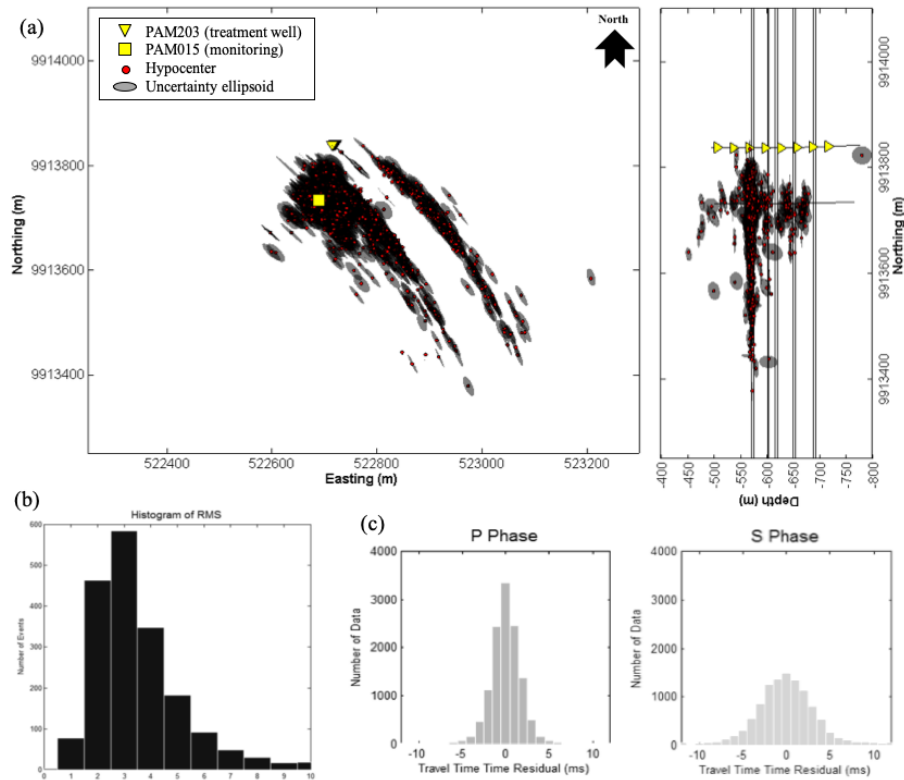 (a)
PAM203 (treatment well)
PAM015 (monitoring)
Hypocenter
Uncertainty ellipsoid
North
9914000
9913800
9913600
9913400
Northing (m)
522400
522600
522800
523000
523200
Easting (m)
9914000
9913800
9913600
9913400
Northing (m)
-400
-450
-500
-550
-600
-650
-700
-750
-800
Depth (m)
(b)
Histogram of RMS
600
500
400
300
200
100
0
Number of Events
0 1 2 3 4 5 6 7 8 9 10
(c)
P Phase
4000
3000
2000
1000
0
Number of Data
-10 -5 0 5 10
Travel Time Time Residual (ms)
S Phase
4000
3000
2000
1000
0
Number of Data
-10 -5 0 5 10
Travel Time Time Residual (ms)